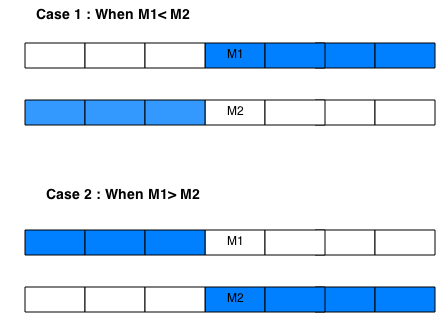 Case 1 : When M1< M2
M1
M2
Case 2 : When M1> M2
M1
M2